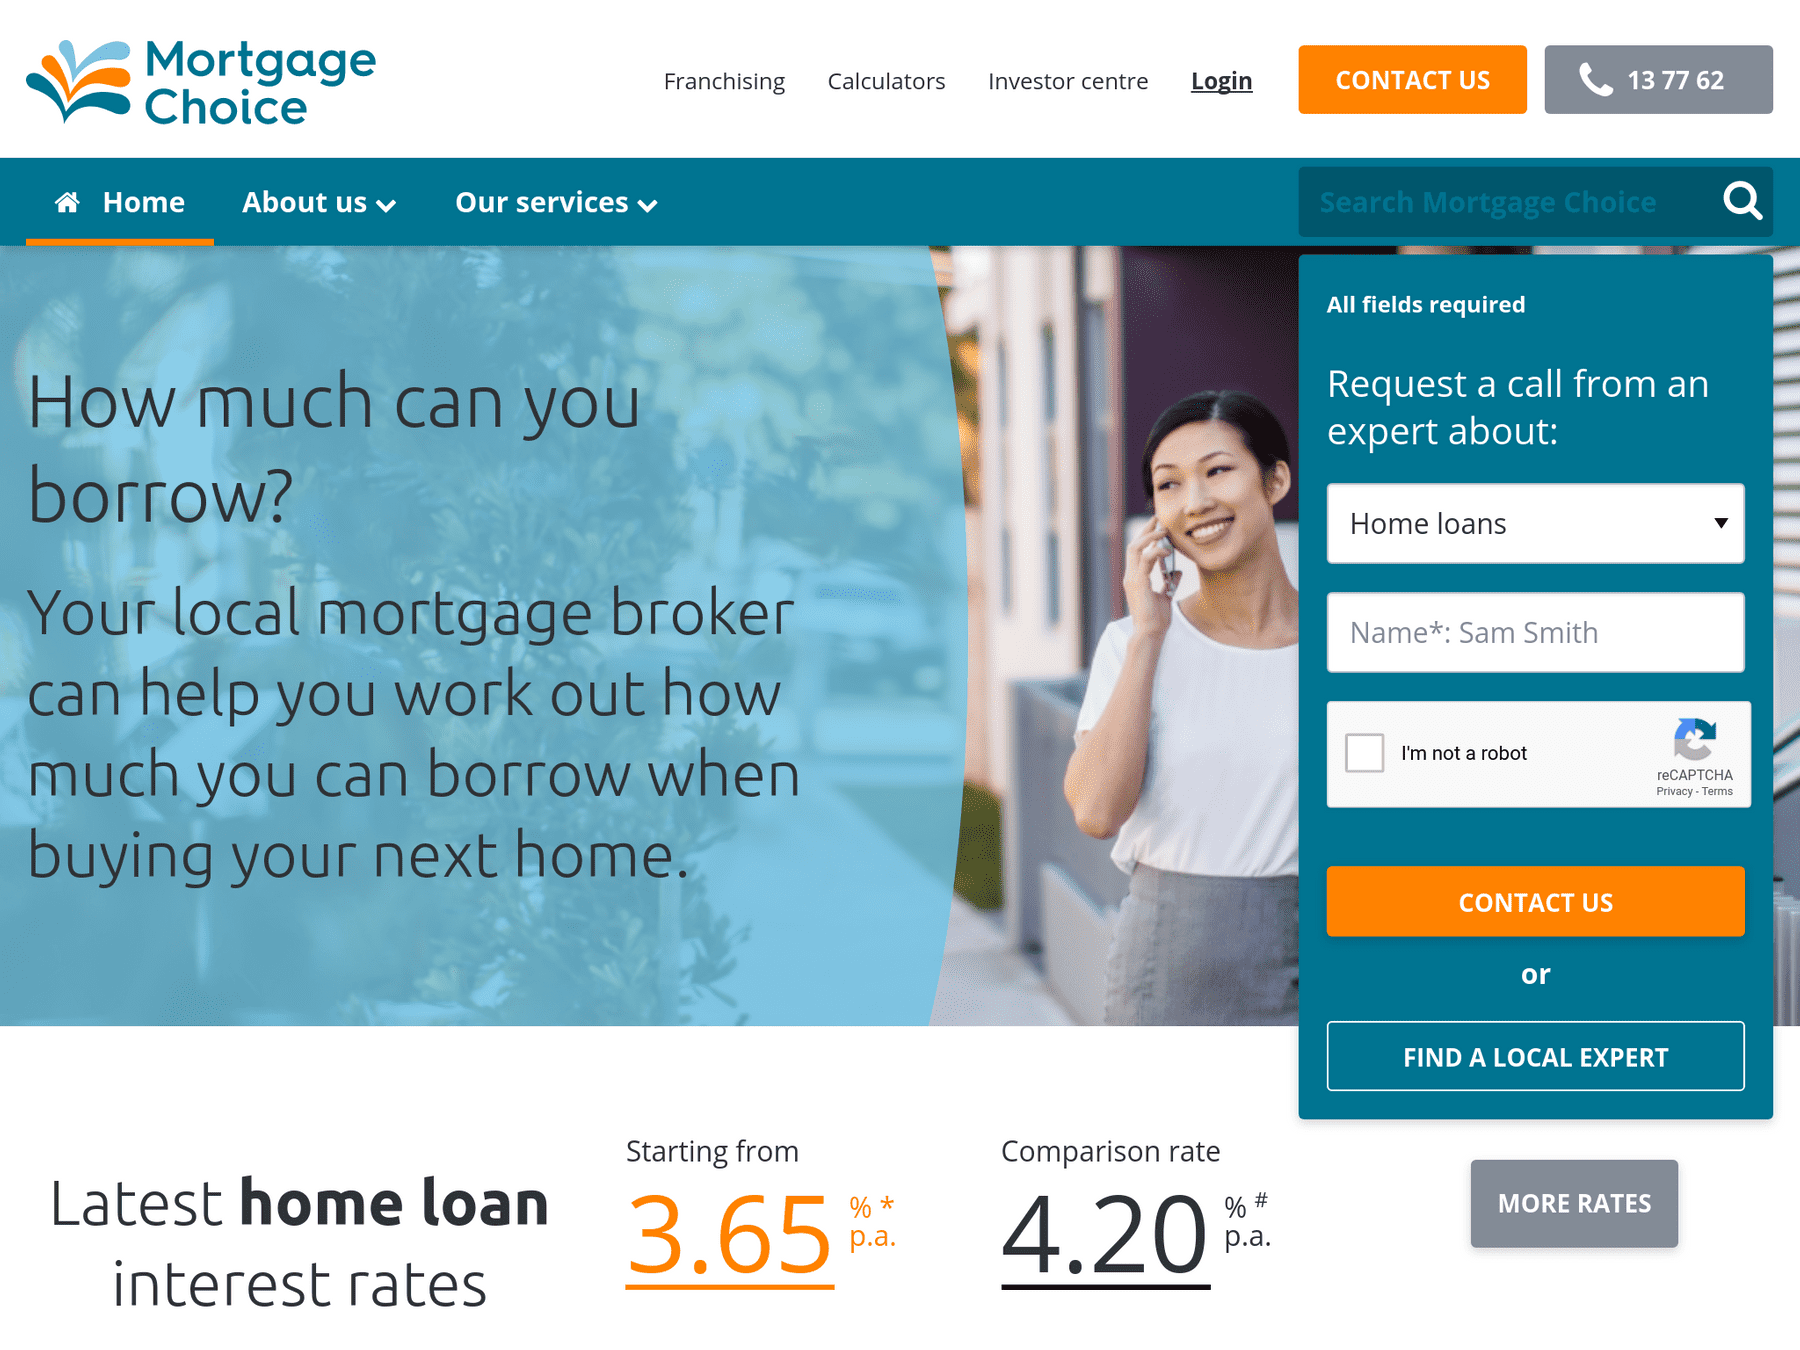 Mortgage
Choice
Franchising
Calculators
Investor centre
Login
CONTACT US
13 77 62
Home
About us
Our services
Search Mortgage Choice
How much can you
borrow?
Your local mortgage broker
can help you work out how
much you can borrow when
buying your next home.
All fields required
Request a call from an
expert about:
Home loans
Name*: Sam Smith
I'm not a robot
reCAPTCHA
Privacy - Terms
CONTACT US
or
FIND A LOCAL EXPERT
Latest home loan
interest rates
Starting from
3.65 % *
p.a.
Comparison rate
4.20 % #
p.a.
MORE RATES